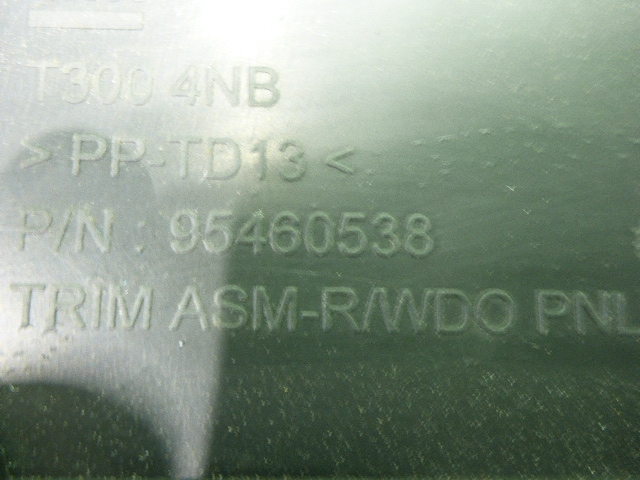 T300 4NB
> PP-TD13 <
P/N : 95460538
TRIM ASM-R/WDO PNL